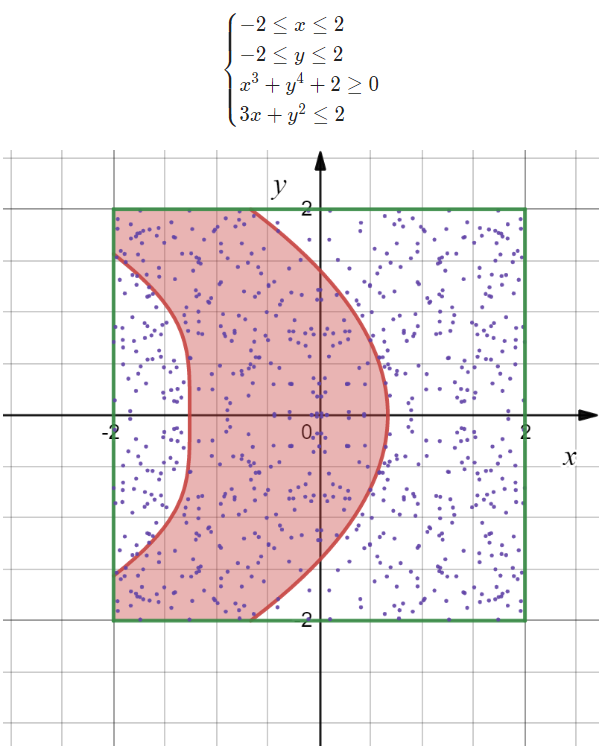 −2 ≤ x ≤ 2
−2 ≤ y ≤ 2
x³ + y⁴ + 2 ≥ 0
3x + y² ≤ 2
y
2
-2
0
2
x
-2